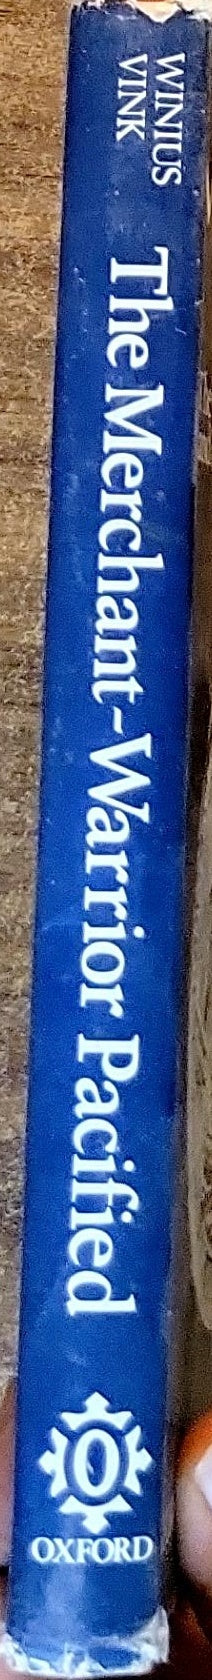 WINIUS
VINK
The Merchant-Warrior Pacified
OXFORD